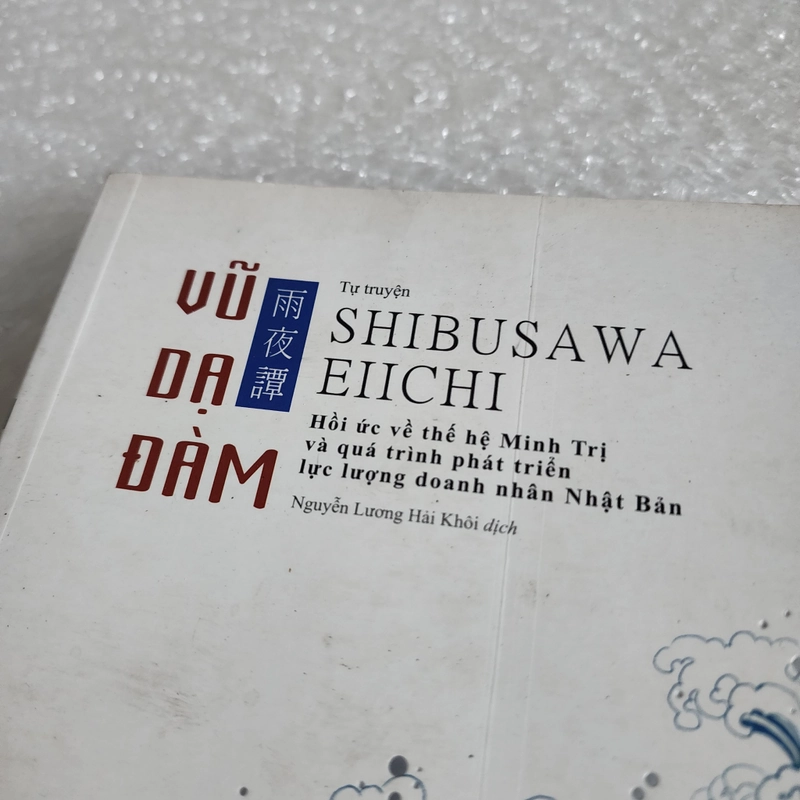 VŨ
DẠ
ĐÀM
雨夜譚
Tự truyện
SHIBUSAWA
EIICHI
Hồi ức về thế hệ Minh Trị
và quá trình phát triển
lực lượng doanh nhân Nhật Bản
Nguyễn Lương Hải Khôi dịch